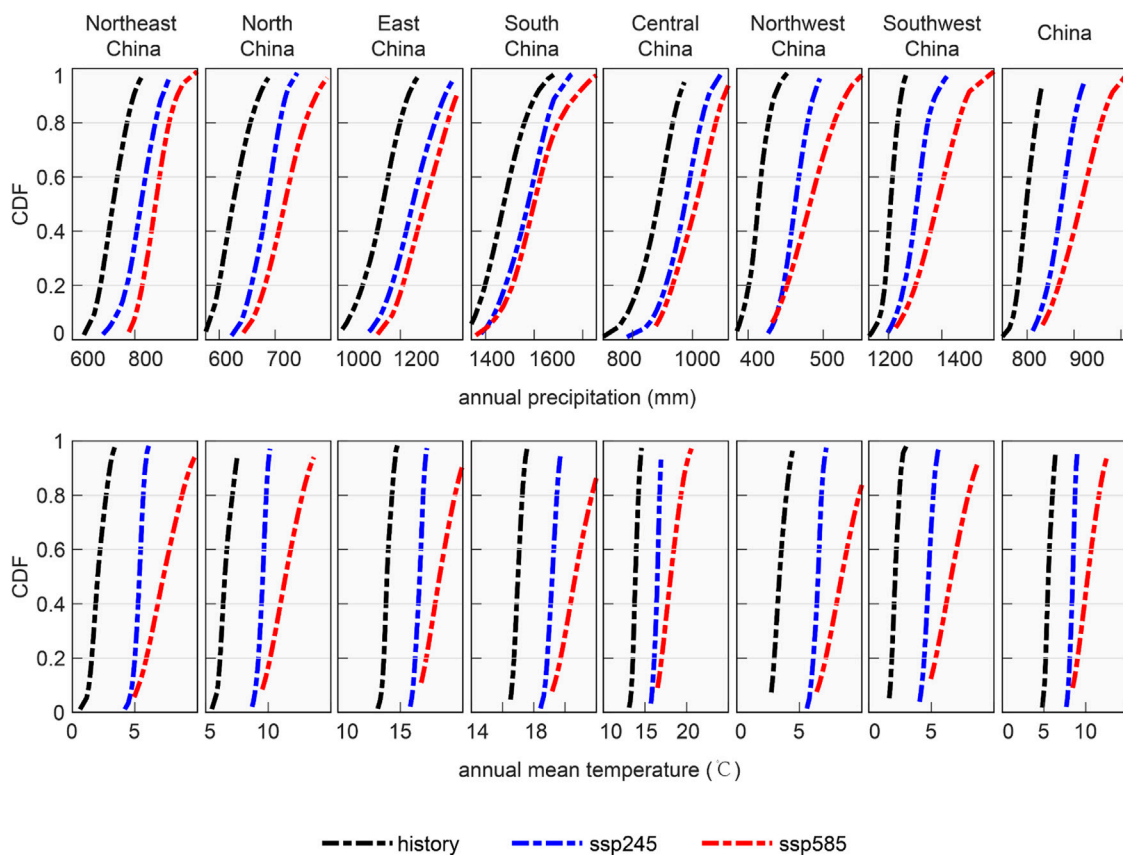 Northeast China
North China
East China
South China
Central China
Northwest China
Southwest China
China
CDF
1
0.8
0.6
0.4
0.2
0
600 800
600 700
1000 1200
1400 1600
800 1000
400 500
1200 1400
800 900
annual precipitation (mm)
CDF
1
0.8
0.6
0.4
0.2
0
0 5
5 10
10 15
14 18
10 15 20
0 5
0 5
0 5 10
annual mean temperature (℃)
history ssp245 ssp585